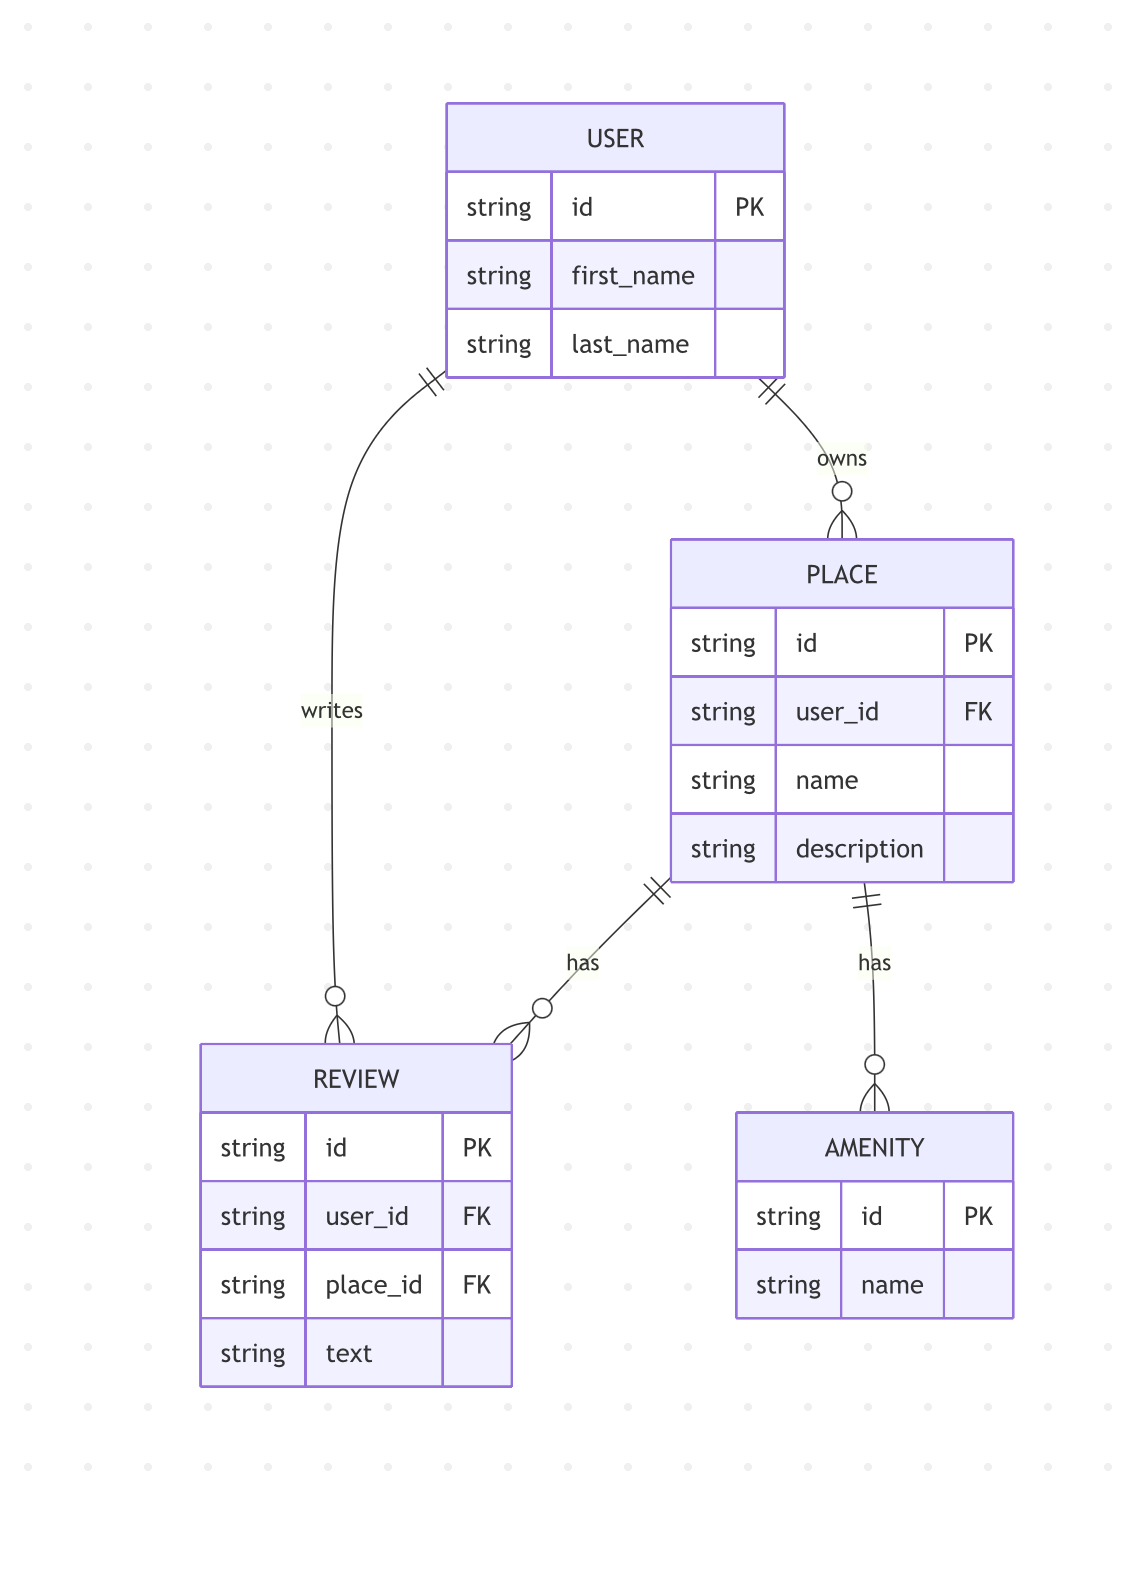 USER
string id PK
string first_name
string last_name
owns
PLACE
string id PK
string user_id FK
string name
string description
writes
has
has
REVIEW
string id PK
string user_id FK
string place_id FK
string text
AMENITY
string id PK
string name